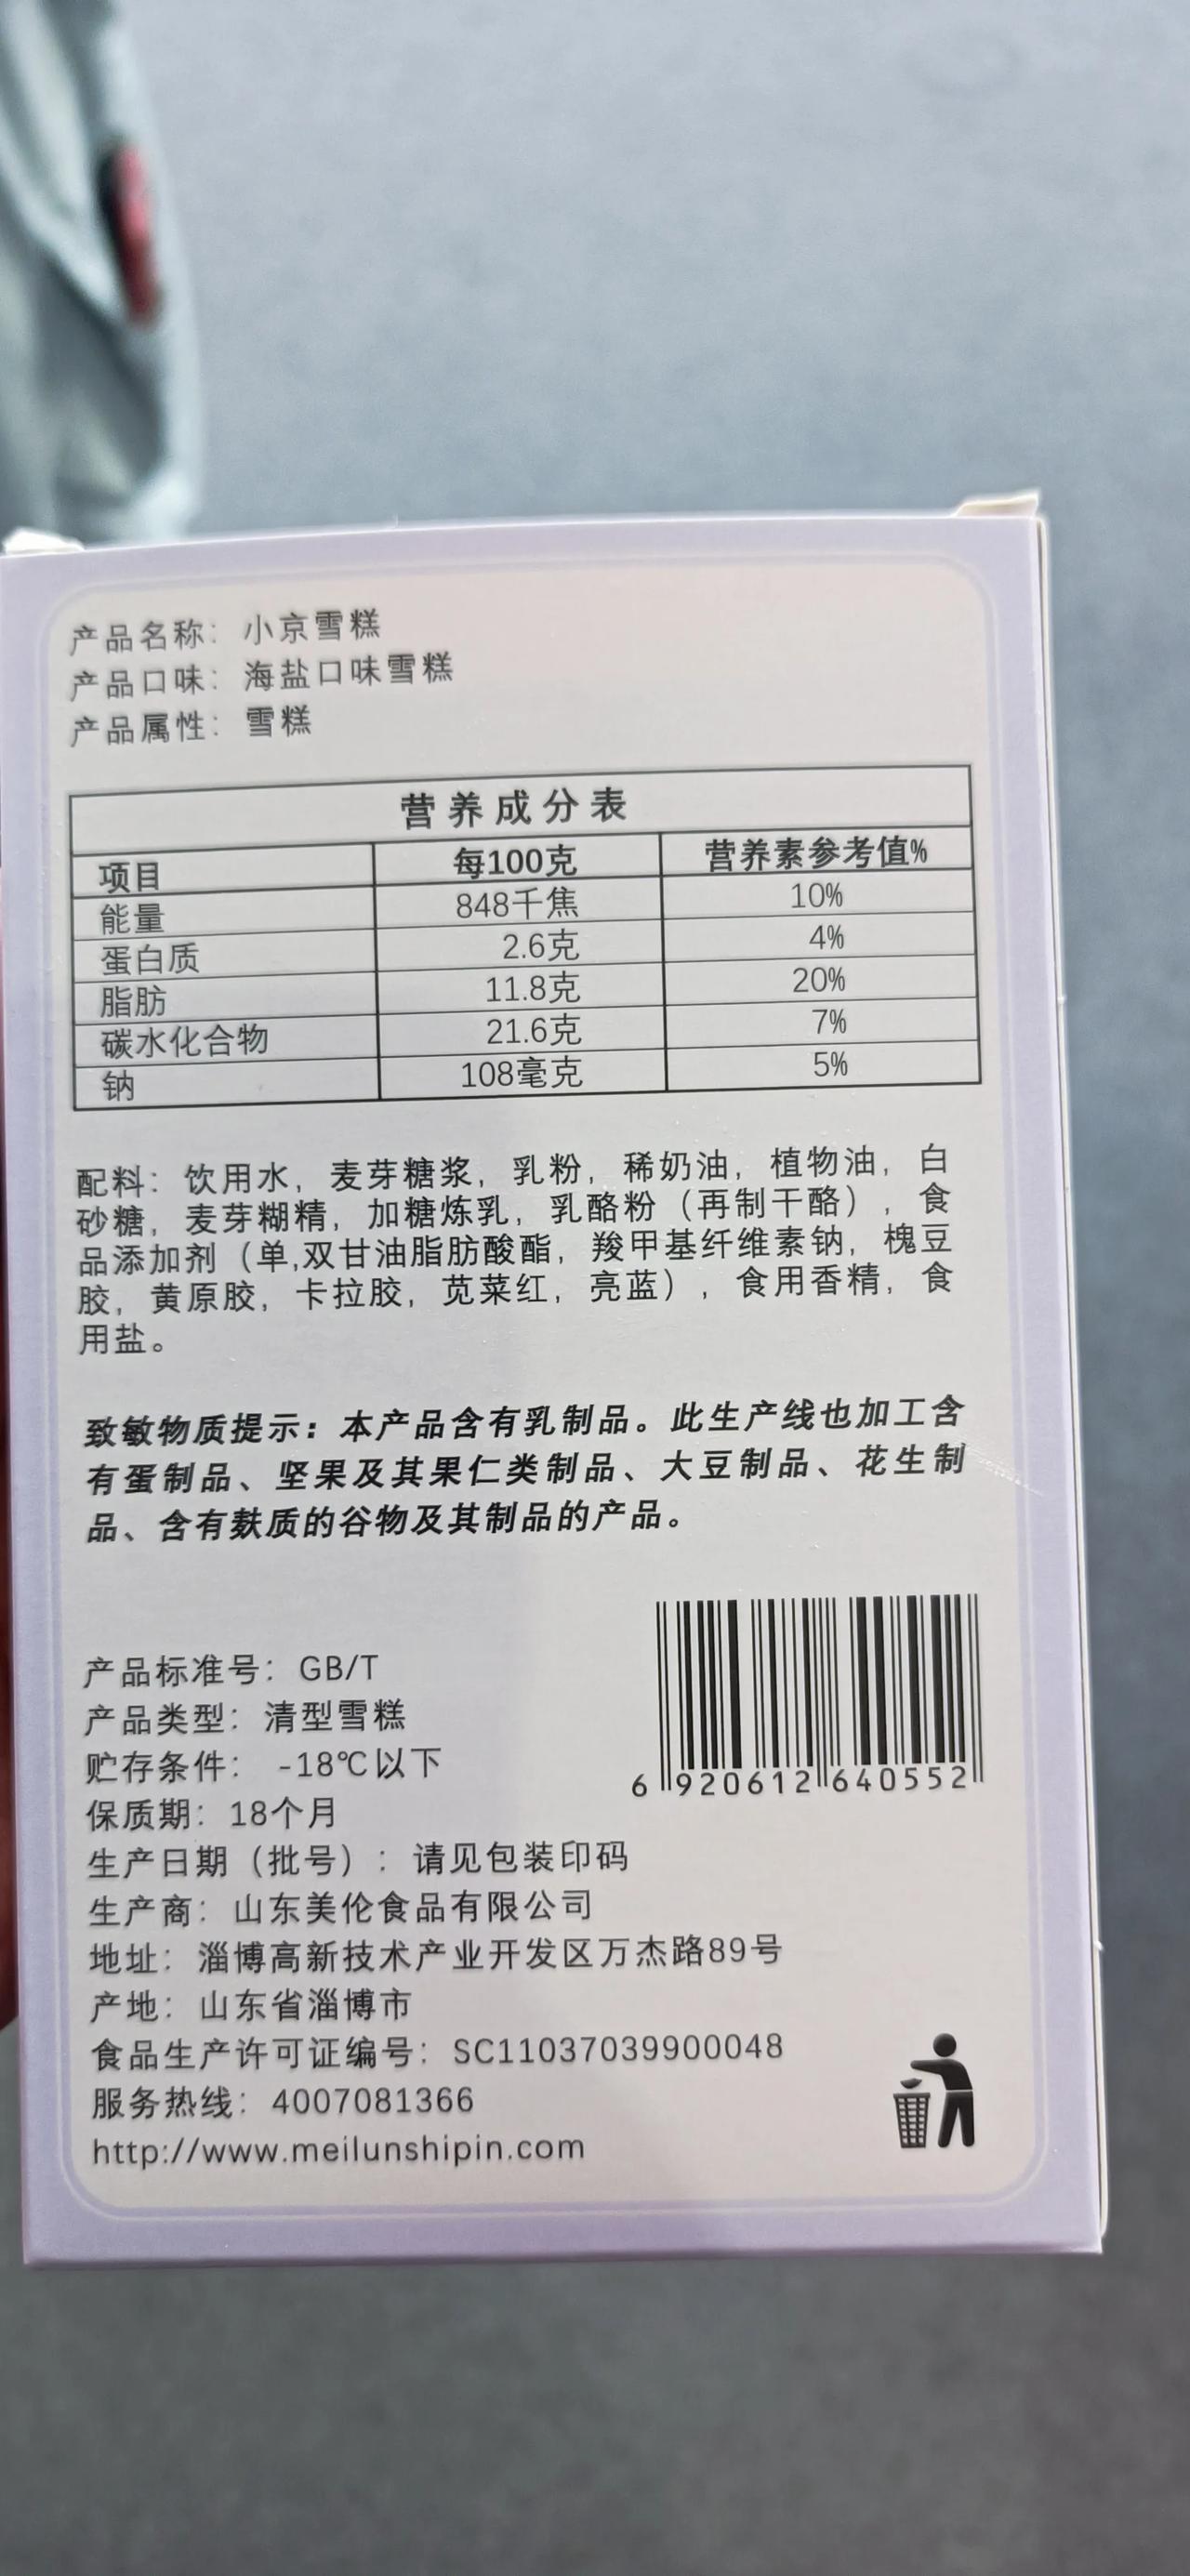 产品名称：小京雪糕
产品口味：海盐口味雪糕
产品属性：雪糕
营养成分表
项目 每100克 营养素参考值%
能量 848千焦 10%
蛋白质 2.6克 4%
脂肪 11.8克 20%
碳水化合物 21.6克 7%
钠 108毫克 5%
配料：饮用水，麦芽糖浆，乳粉，稀奶油，植物油，白
砂糖，麦芽糊精，加糖炼乳，乳酪粉（再制干酪），食
品添加剂（单,双甘油脂肪酸酯，羧甲基纤维素钠，槐豆
胶，黄原胶，卡拉胶，苋菜红，亮蓝），食用香精，食
用盐。
致敏物质提示：本产品含有乳制品。此生产线也加工含
有蛋制品、坚果及其果仁类制品、大豆制品、花生制
品、含有麸质的谷物及其制品的产品。
产品标准号：GB/T
产品类型：清型雪糕
贮存条件： -18℃以下
6 920612 640552
保质期：18个月
生产日期（批号）：请见包装印码
生产商：山东美伦食品有限公司
地址：淄博高新技术产业开发区万杰路89号
产地：山东省淄博市
食品生产许可证编号：SC11037039900048
服务热线：4007081366
http://www.meilunshipin.com